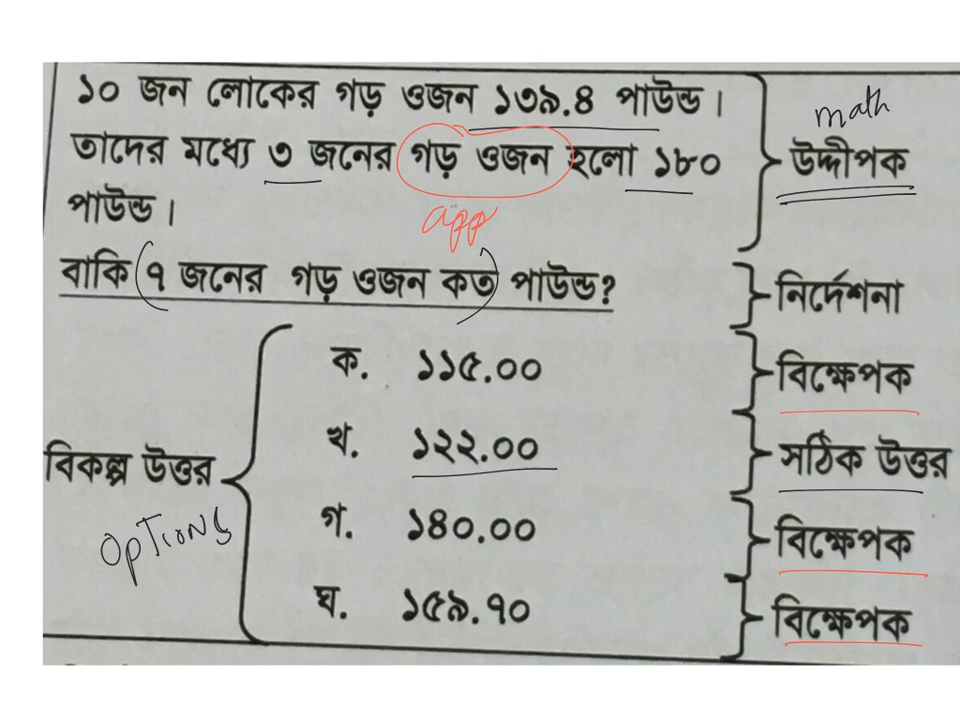 ১০ জন লোকের গড় ওজন ১৩৯.৪ পাউন্ড।
math
তাদের মধ্যে ৩ জনের গড় ওজন হলো ১৮০
উদ্দীপক
পাউন্ড।
app
বাকি (৭ জনের গড় ওজন কত) পাউন্ড?
নির্দেশনা
ক. ১১৫.০০
বিক্ষেপক
খ. ১২২.০০
সঠিক উত্তর
বিকল্প উত্তর
OPTIONS
গ. ১৪০.০০
বিক্ষেপক
ঘ. ১৫৯.৭০
বিক্ষেপক